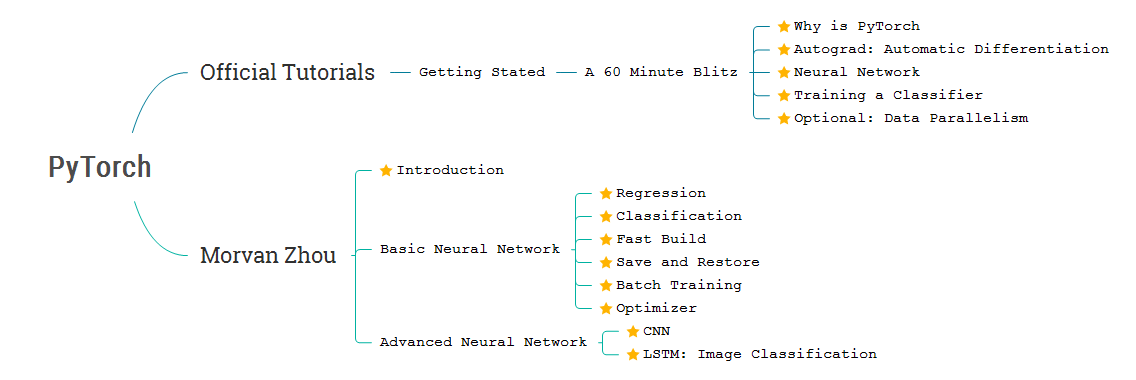 PyTorch
Official Tutorials
Getting Stated
A 60 Minute Blitz
Why is PyTorch
Autograd: Automatic Differentiation
Neural Network
Training a Classifier
Optional: Data Parallelism
Morvan Zhou
Introduction
Basic Neural Network
Regression
Classification
Fast Build
Save and Restore
Batch Training
Optimizer
Advanced Neural Network
CNN
LSTM: Image Classification